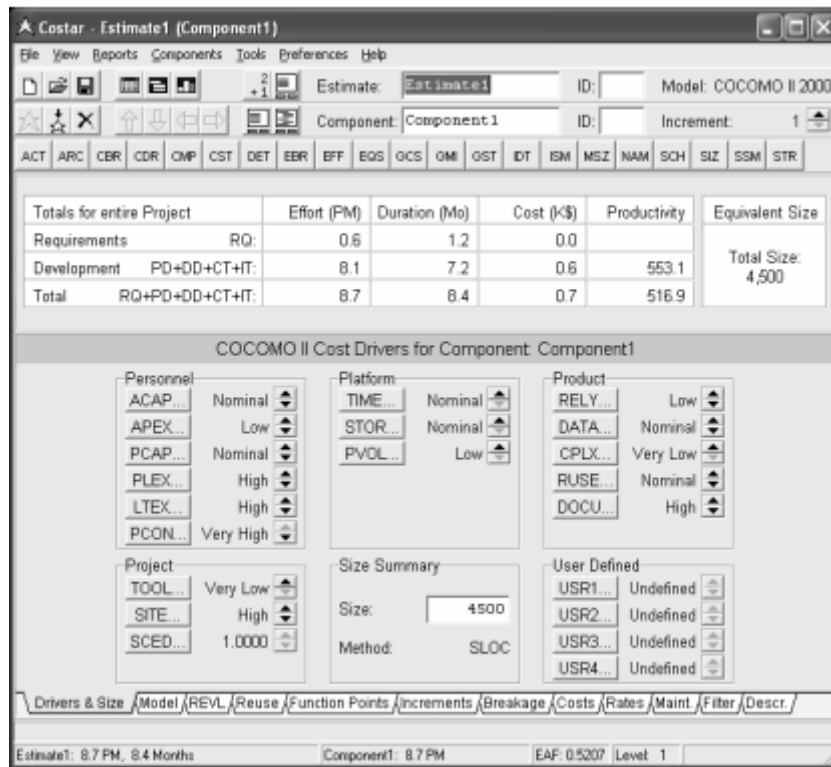 Costar - Estimate1 (Component1)
File View Reports Components Tools Preferences Help
Estimate: Estimate1 ID: Model: COCOMO II 2000
Component: Component1 ID: Increment: 1
ACT ARC CBR CDR CMP CST DET EBR EFF EQS GCS GMI GST IDT ISM MSZ NAM SCH SIZ SSM STR
Totals for entire Project Effort (PM) Duration (Mo) Cost (K$) Productivity Equivalent Size
Requirements RQ: 0.6 1.2 0.0
Development PD+DD+CT+IT: 8.1 7.2 0.6 553.1 Total Size:
4,500
Total RQ+PD+DD+CT+IT: 8.7 8.4 0.7 516.9
COCOMO II Cost Drivers for Component: Component1
Personnel Platform Product
ACAP... Nominal TIME... Nominal RELY... Low
APEX... Low STOR... Nominal DATA... Nominal
PCAP... Nominal PVOL... Low CPLX... Very Low
PLEX... High RUSE... Nominal
LTEX... High DOCU... High
PCON... Very High
Project Size Summary User Defined
TOOL... Very Low USR1... Undefined
SITE... High Size: 4500 USR2... Undefined
SCED... 1.0000 Method: SLOC USR3... Undefined
USR4... Undefined
Drivers & Size Model REVL Reuse Function Points Increments Breakage Costs Rates Maint. Filter Descr.
Estimate1: 8.7 PM, 8.4 Months Component1: 8.7 PM EAF: 0.5207 Level: 1